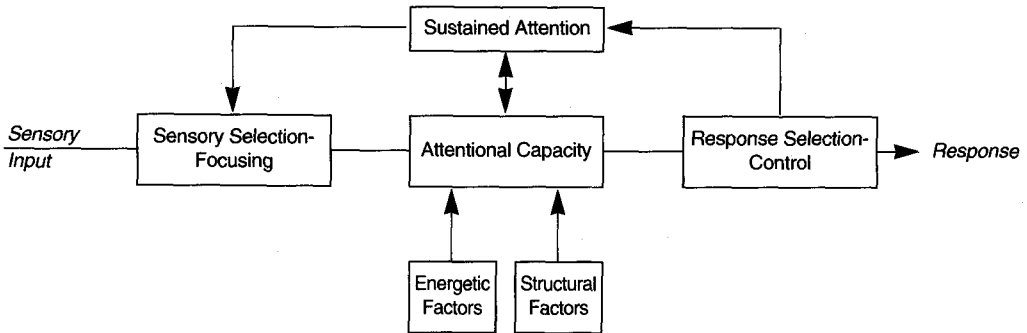 Sustained Attention
Sensory
Input
Sensory Selection-
Focusing
Attentional Capacity
Response Selection-
Control
Response
Energetic
Factors
Structural
Factors